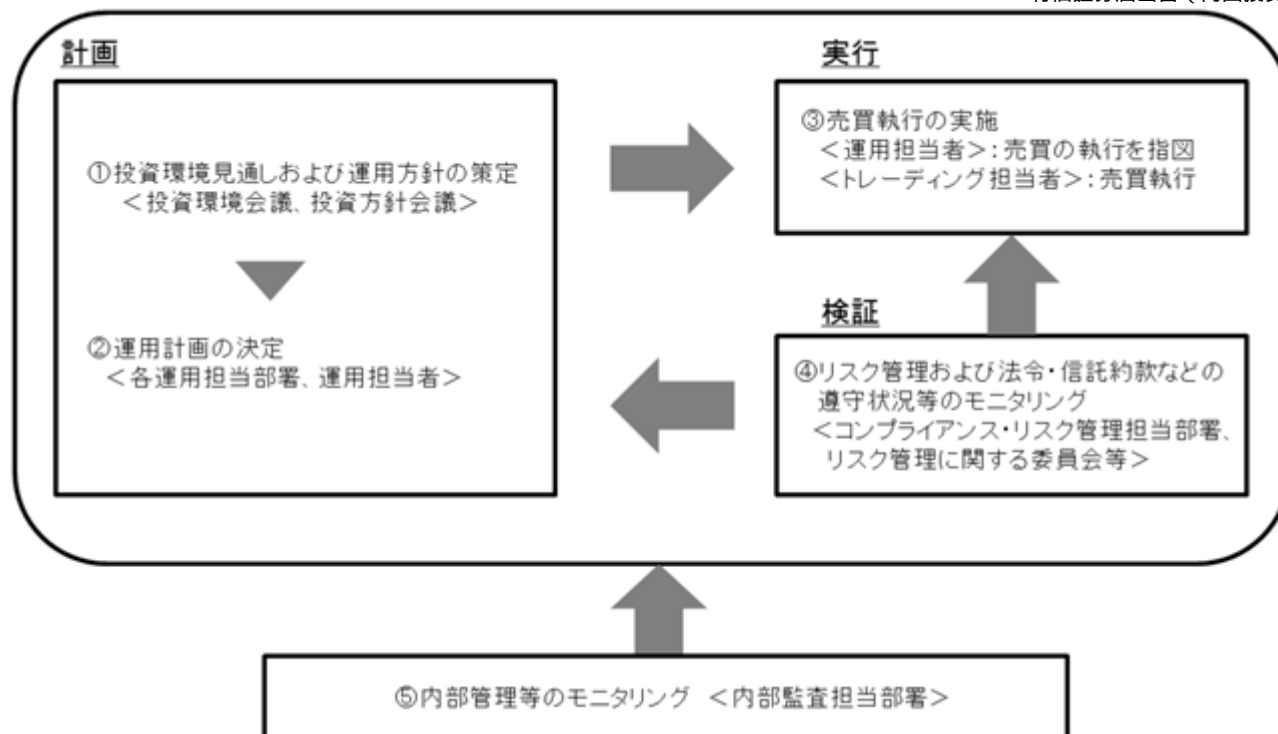 計画
①投資環境見通しおよび運用方針の策定
＜投資環境会議、投資方針会議＞
②運用計画の決定
＜各運用担当部署、運用担当者＞
実行
③売買執行の実施
＜運用担当者＞：売買の執行を指図
＜トレーディング担当者＞：売買執行
検証
④リスク管理および法令・信託約款などの
遵守状況等のモニタリング
＜コンプライアンス・リスク管理担当部署、
リスク管理に関する委員会等＞
⑤内部管理等のモニタリング ＜内部監査担当部署＞